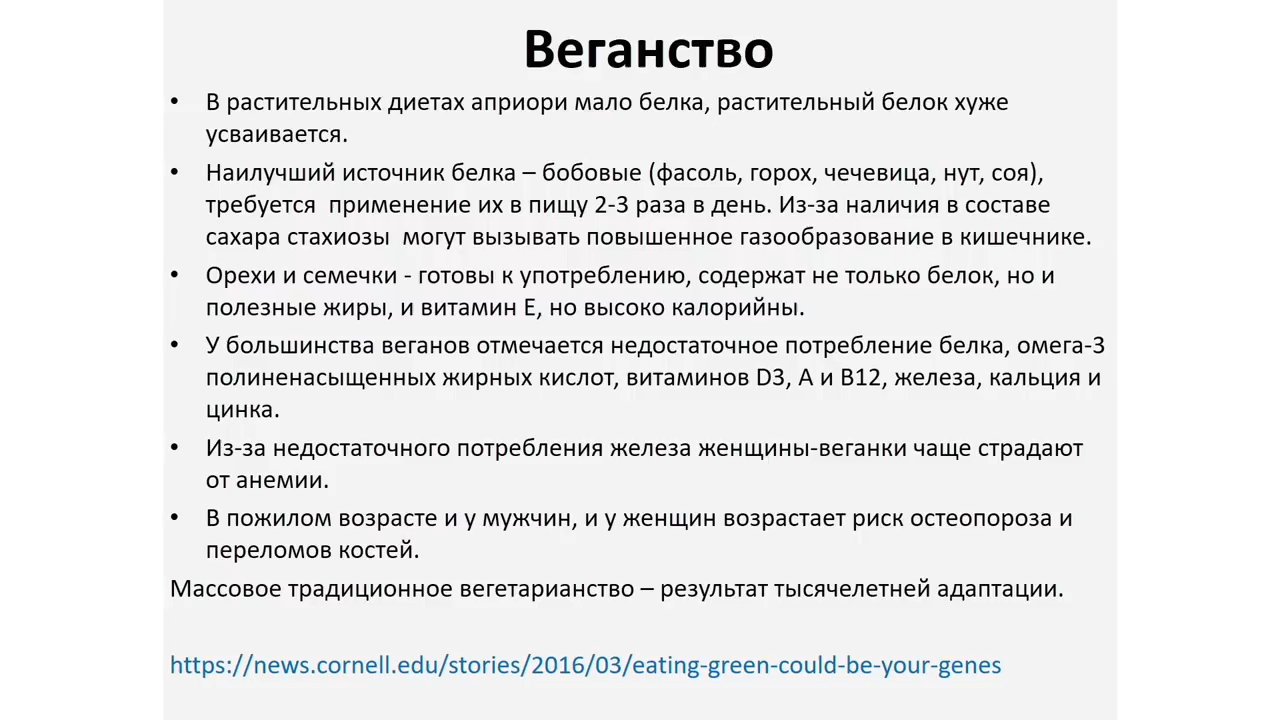 Веганство
• В растительных диетах априори мало белка, растительный белок хуже
усваивается.
• Наилучший источник белка – бобовые (фасоль, горох, чечевица, нут, соя),
требуется  применение их в пищу 2-3 раза в день. Из-за наличия в составе
сахара стахиозы  могут вызывать повышенное газообразование в кишечнике.
• Орехи и семечки - готовы к употреблению, содержат не только белок, но и
полезные жиры, и витамин Е, но высоко калорийны.
• У большинства веганов отмечается недостаточное потребление белка, омега-3
полиненасыщенных жирных кислот, витаминов D3, А и В12, железа, кальция и
цинка.
• Из-за недостаточного потребления железа женщины-веганки чаще страдают
от анемии.
• В пожилом возрасте и у мужчин, и у женщин возрастает риск остеопороза и
переломов костей.
Массовое традиционное вегетарианство – результат тысячелетней адаптации.
https://news.cornell.edu/stories/2016/03/eating-green-could-be-your-genes